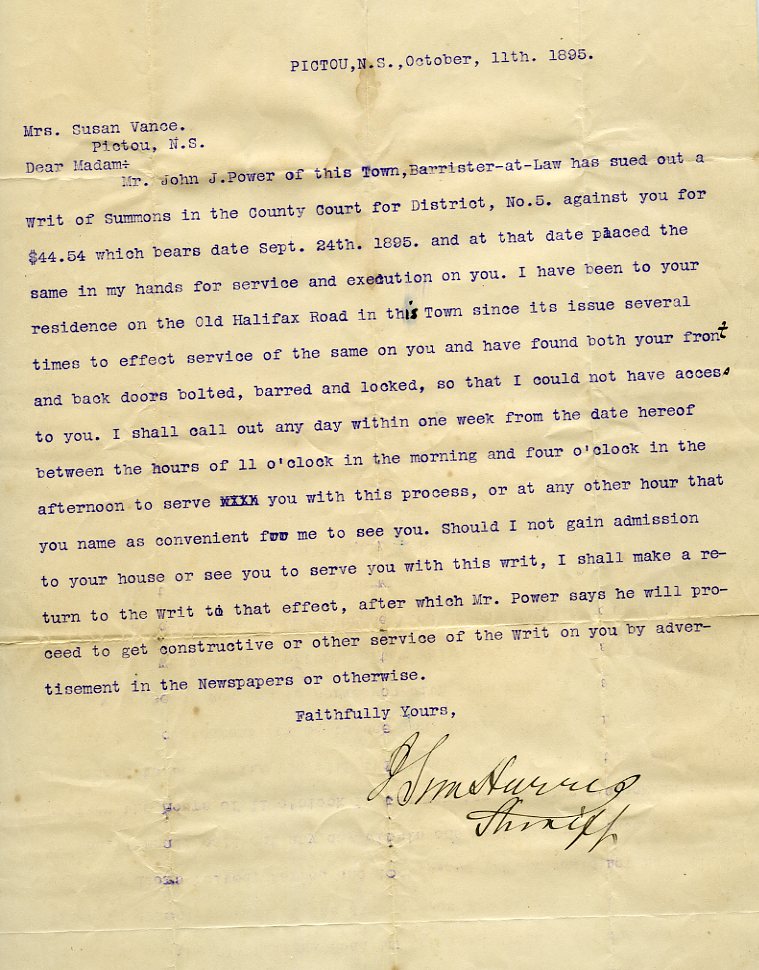 PICTOU,N.S.,October, 11th. 1895.
Mrs. Susan Vance.
Pictou, N.S.
Dear Madam:
Mr. John J.Power of this Town,Barrister-at-Law has sued out a
Writ of Summons in the County Court for District, No.5. against you for
$44.54 which bears date Sept. 24th. 1895. and at that date placed the
same in my hands for service and execution on you. I have been to your
residence on the Old Halifax Road in this Town since its issue several
times to effect service of the same on you and have found both your front
and back doors bolted, barred and locked, so that I could not have access
to you. I shall call out any day within one week from the date hereof
between the hours of 11 o'clock in the morning and four o'clock in the
afternoon to serve XXXX you with this process, or at any other hour that
you name as convenient for me to see you. Should I not gain admission
to your house or see you to serve you with this writ, I shall make a re-
turn to the Writ to that effect, after which Mr. Power says he will pro-
ceed to get constructive or other service of the Writ on you by adver-
tisement in the Newspapers or otherwise.
Faithfully Yours,
Harris
Sheriff